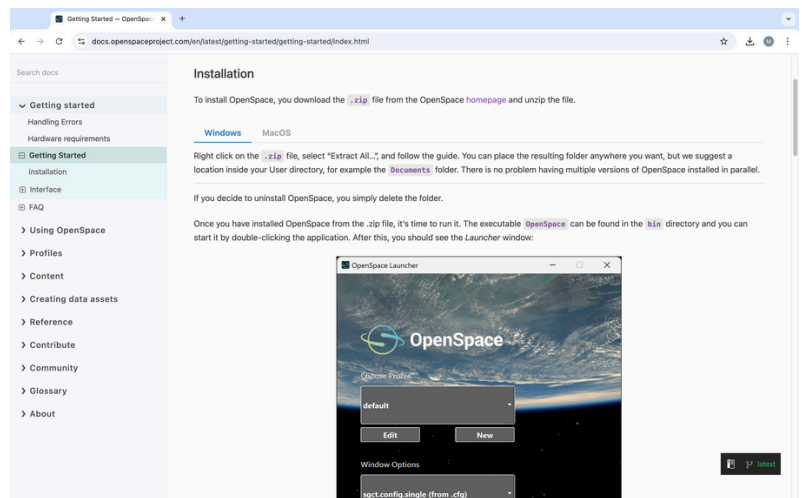 Getting Started — OpenSpac
docs.openspaceproject.com/en/latest/getting-started/getting-started/index.html
M
Search docs
Getting started
Handling Errors
Hardware requirements
Getting Started
Installation
Interface
FAQ
Using OpenSpace
Profiles
Content
Creating data assets
Reference
Contribute
Community
Glossary
About
Installation
To install OpenSpace, you download the .zip file from the OpenSpace homepage and unzip the file.
Windows MacOS
Right click on the .zip file, select “Extract All...”, and follow the guide. You can place the resulting folder anywhere you want, but we suggest a
location inside your User directory, for example the Documents folder. There is no problem having multiple versions of OpenSpace installed in parallel.
If you decide to uninstall OpenSpace, you simply delete the folder.
Once you have installed OpenSpace from the .zip file, it's time to run it. The executable OpenSpace can be found in the bin directory and you can
start it by double-clicking the application. After this, you should see the Launcher window:
OpenSpace Launcher
OpenSpace
Choose Profile
default
Edit New
Window Options
sgct.config.single (from .cfg)
latest